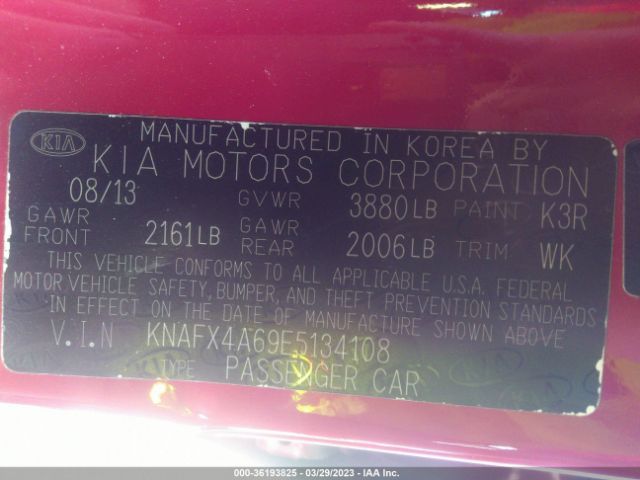 KIA
MANUFACTURED IN KOREA BY
KIA MOTORS CORPORATION
08/13 GVWR 3880LB PAINT K3R
GAWR FRONT 2161LB GAWR REAR 2006LB TRIM WK
THIS VEHICLE CONFORMS TO ALL APPLICABLE U.S.A. FEDERAL
MOTOR VEHICLE SAFETY, BUMPER, AND THEFT PREVENTION STANDARDS
IN EFFECT ON THE DATE OF MANUFACTURE SHOWN ABOVE
V.I.N KNAFX4A69E5134108
TYPE PASSENGER CAR
000-36193825 | 03/29/2023 | IAA Inc.